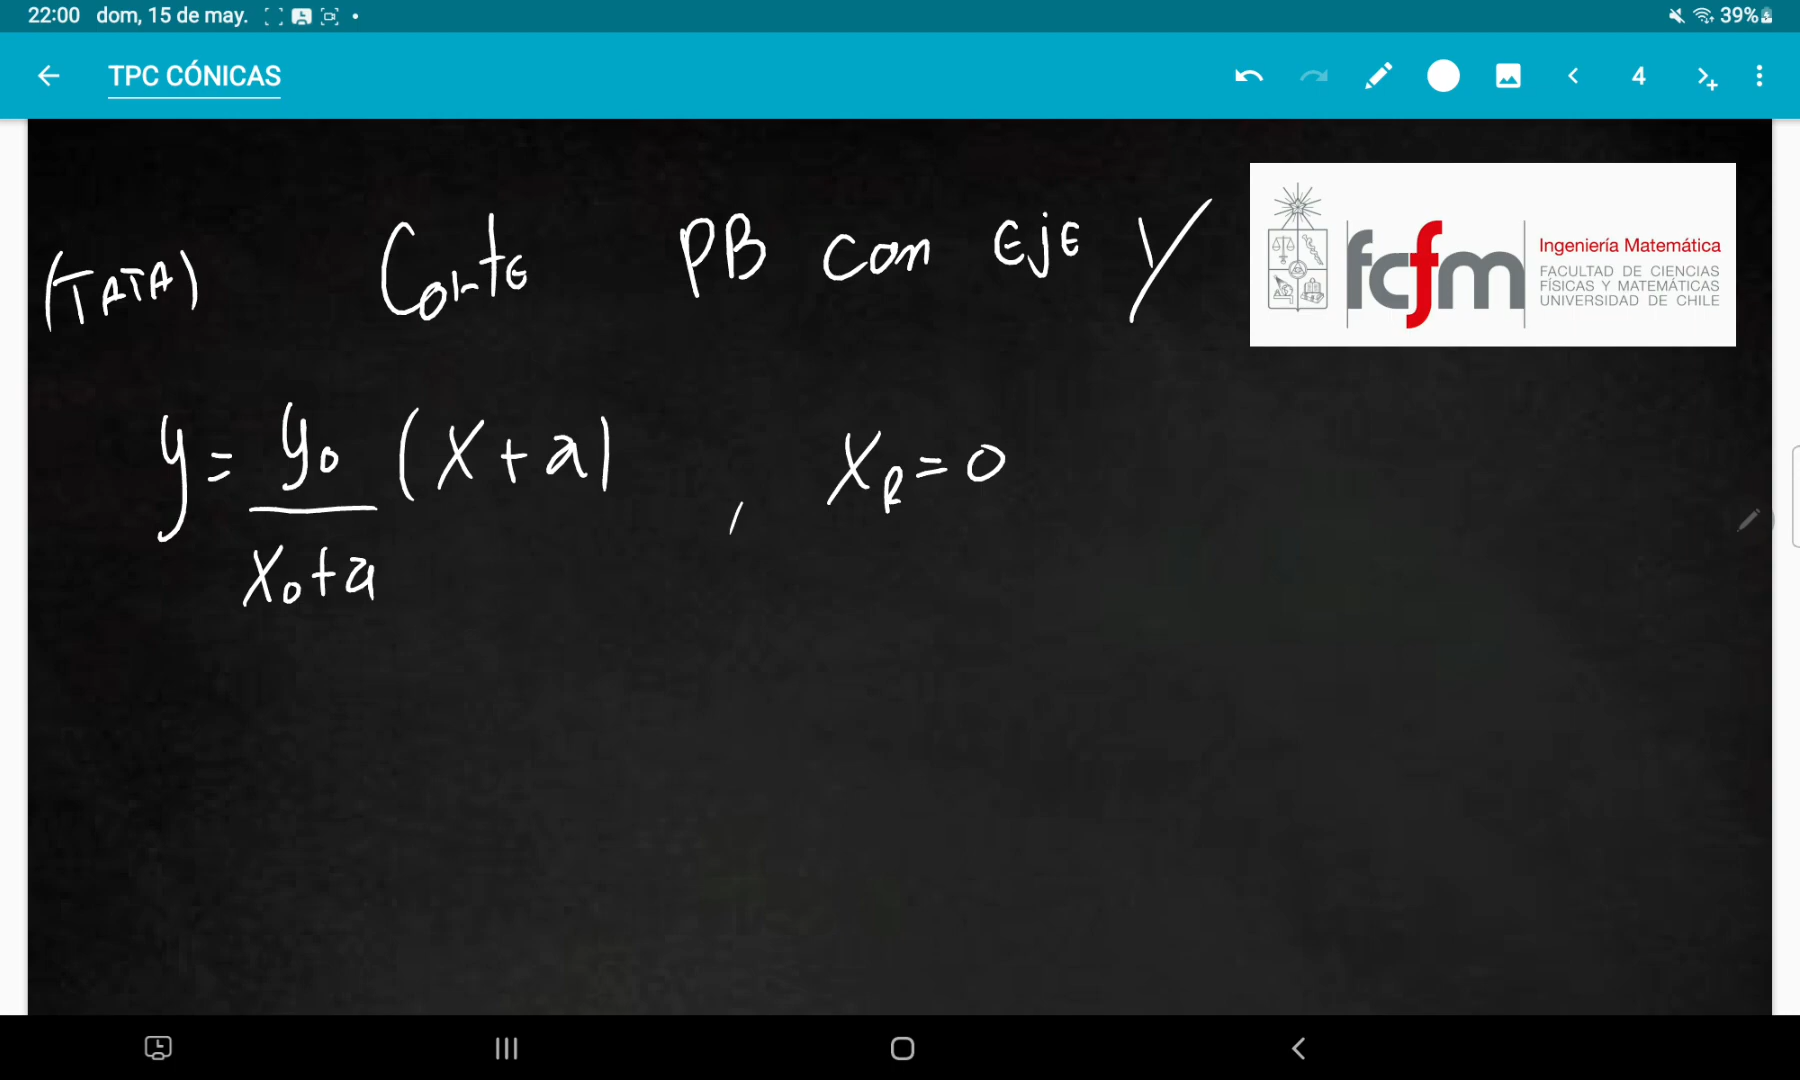 22:00 dom, 15 de may.
39%
TPC CÓNICAS
4
(TATA) Corte PB con Eje Y
fcfm
Ingeniería Matemática
FACULTAD DE CIENCIAS
FÍSICAS Y MATEMÁTICAS
UNIVERSIDAD DE CHILE
y = y₀/(x₀+a) (x+a) , x_R = 0